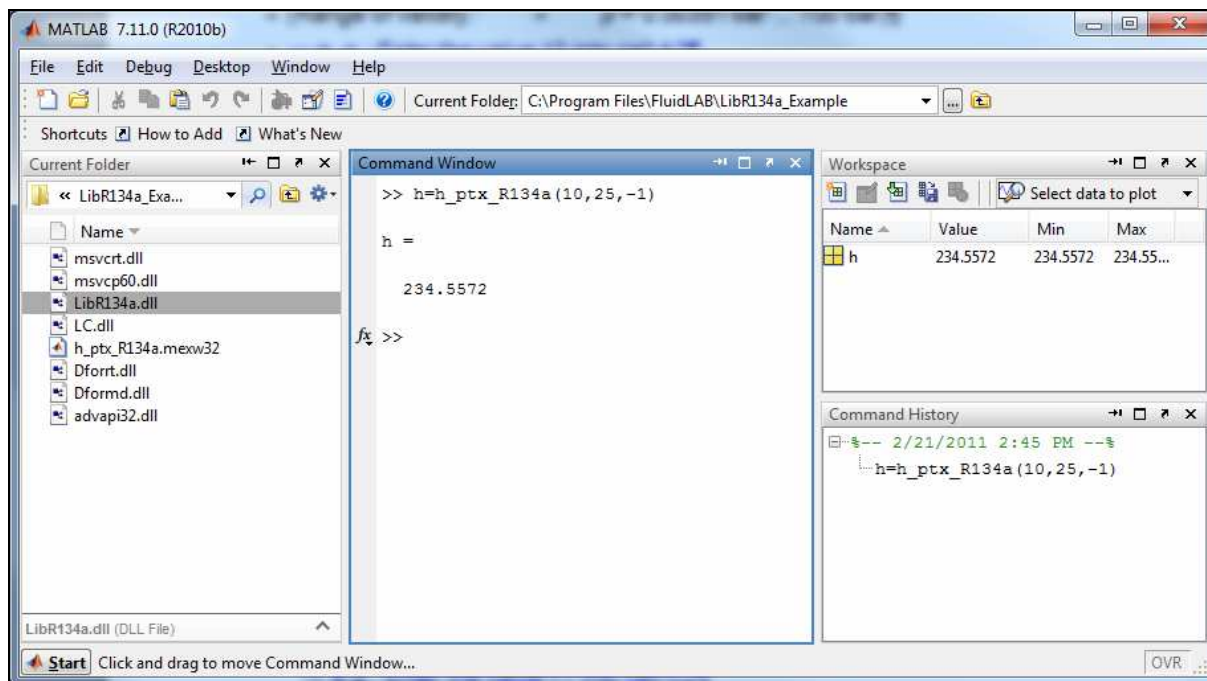 MATLAB 7.11.0 (R2010b)
File Edit Debug Desktop Window Help
Current Folder: C:\Program Files\FluidLAB\LibR134a_Example
Shortcuts How to Add What's New
Current Folder
« LibR134a_Exa...
Name
msvcrt.dll
msvcp60.dll
LibR134a.dll
LC.dll
h_ptx_R134a.mexw32
Dforrt.dll
Dformd.dll
advapi32.dll
LibR134a.dll (DLL File)
Command Window
>> h=h_ptx_R134a(10,25,-1)
h =
234.5572
fx >>
Workspace
Select data to plot
Name Value Min Max
h 234.5572 234.5572 234.55...
Command History
%-- 2/21/2011 2:45 PM --%
h=h_ptx_R134a(10,25,-1)
Start Click and drag to move Command Window...
OVR